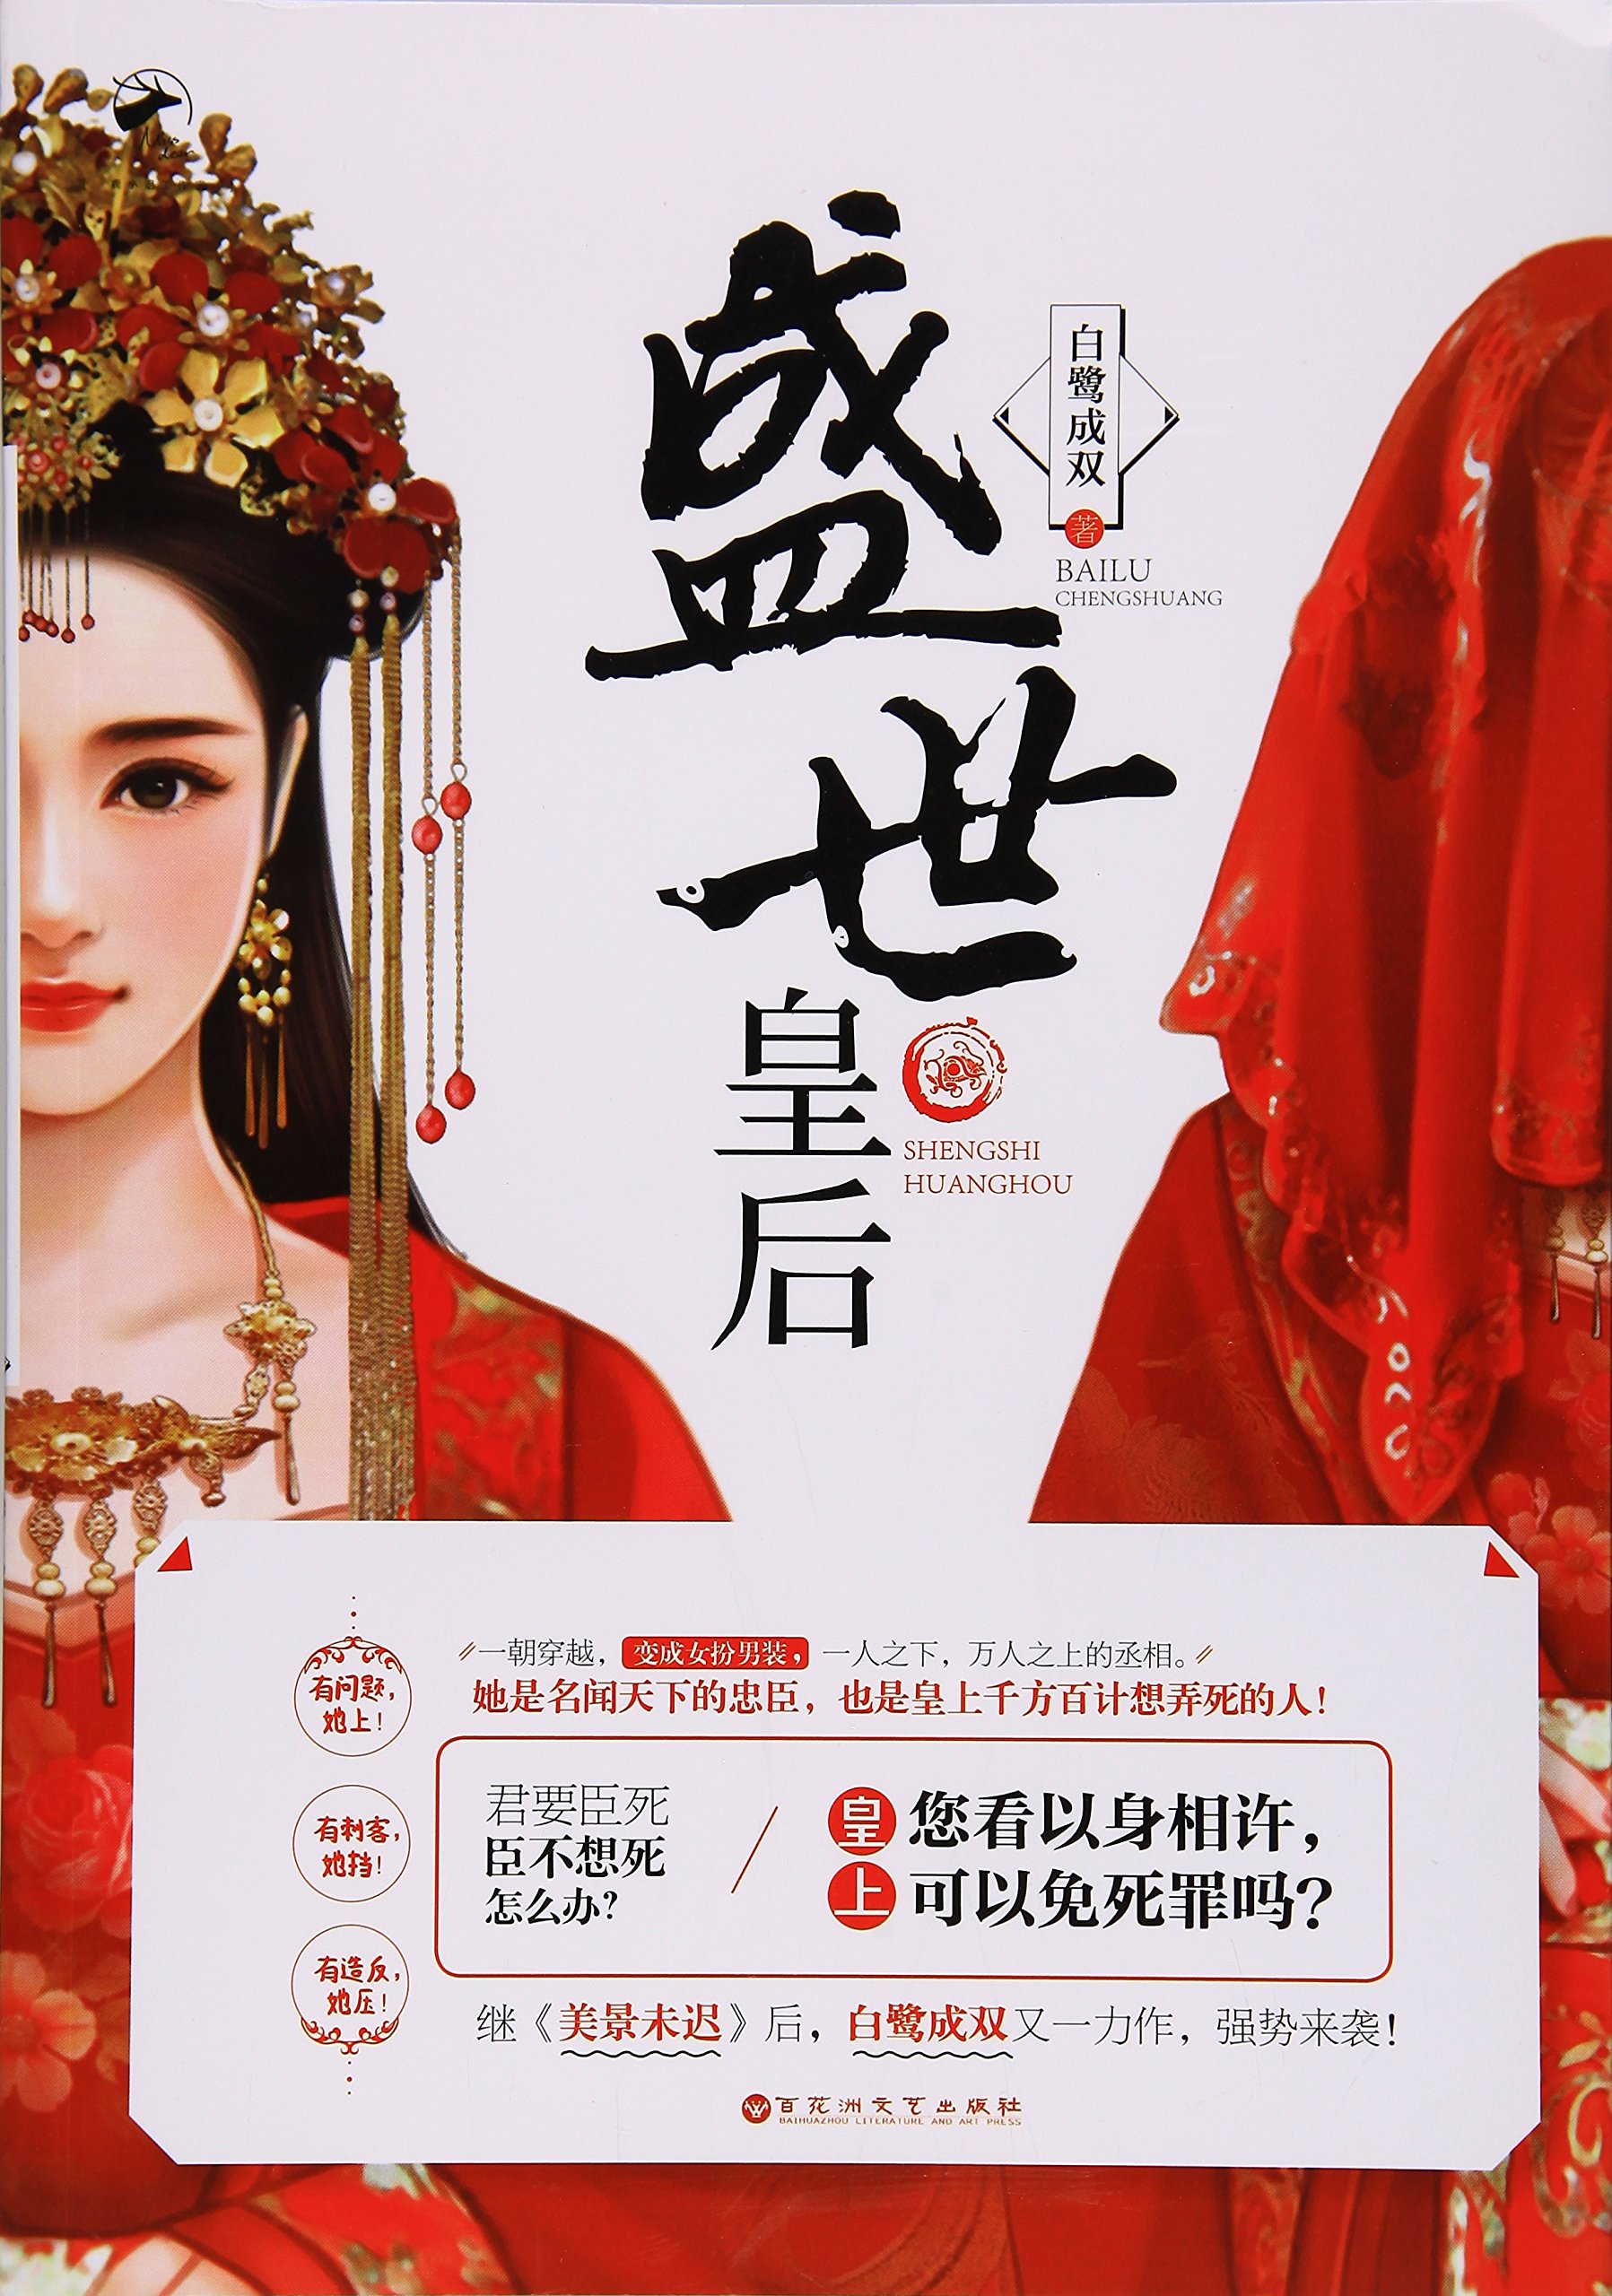 盛世
皇后
白鹭成双
著
BAILU
CHENGSHUANG
SHENGSHI
HUANGHOU
一朝穿越，变成女扮男装，一人之下，万人之上的丞相。
她是名闻天下的忠臣，也是皇上千方百计想弄死的人！
有问题，
她上！
有刺客，
她挡！
有造反，
她压！
君要臣死
臣不想死
怎么办？
皇上
您看以身相许，
可以免死罪吗？
继《美景未迟》后，白鹭成双又一力作，强势来袭！
百花洲文艺出版社
BAIHUAZHOU LITERATURE AND ART PRESS